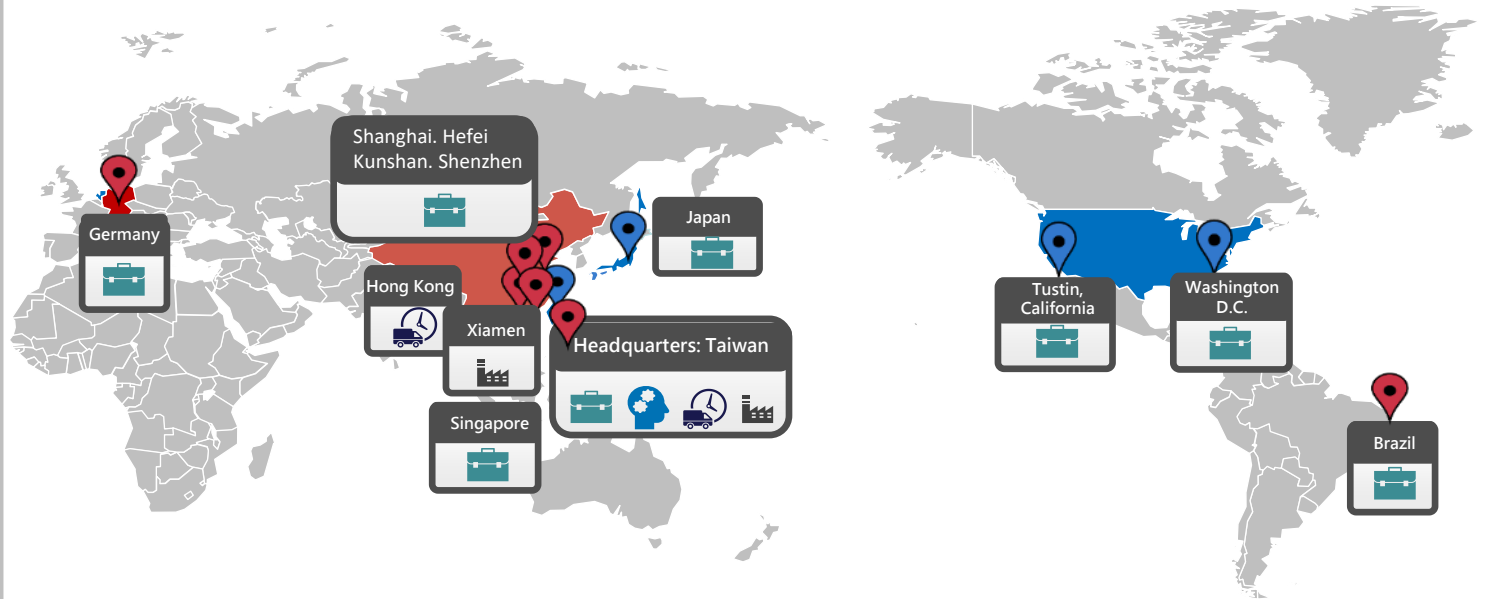 Shanghai. Hefei
Kunshan. Shenzhen
Germany
Japan
Hong Kong
Xiamen
Headquarters: Taiwan
Singapore
Tustin,
California
Washington
D.C.
Brazil